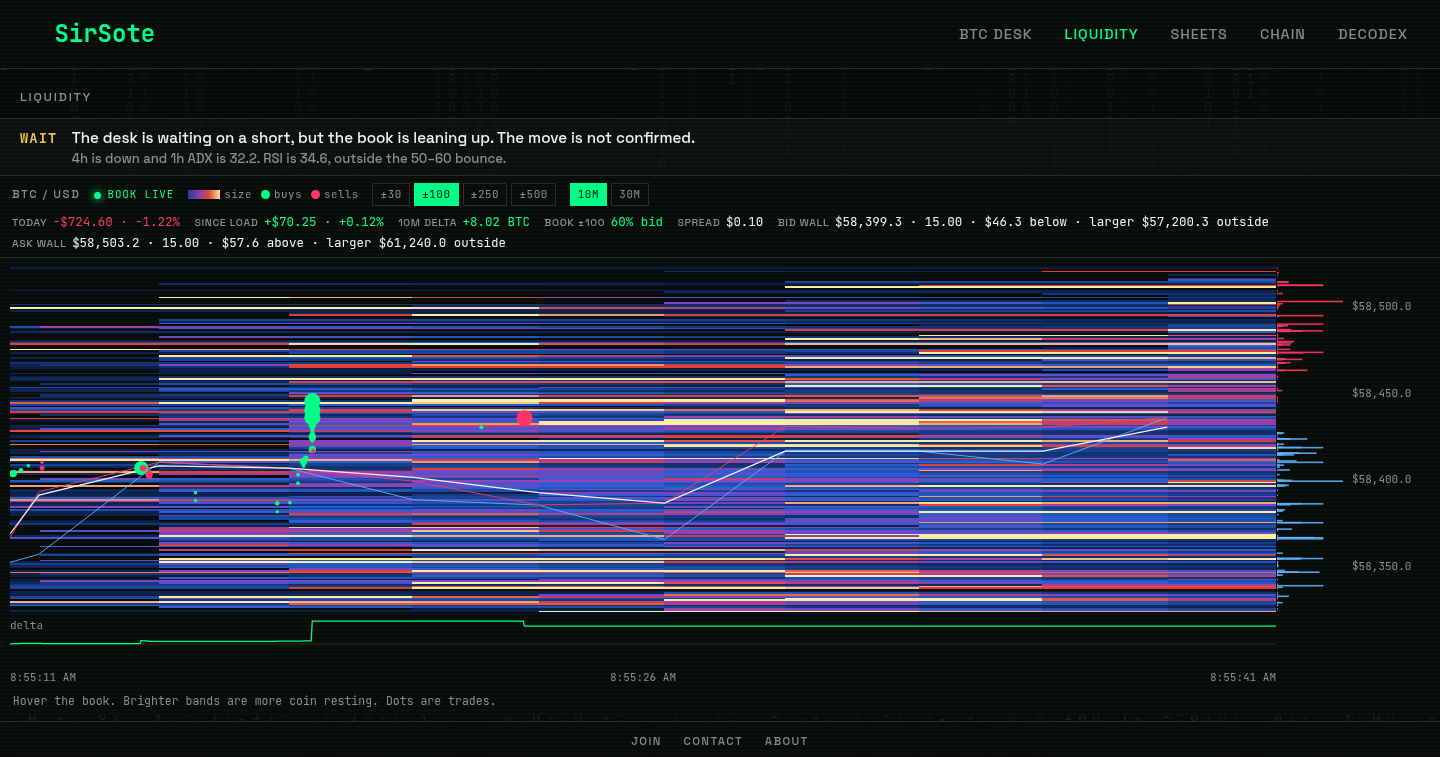 SirSote
BTC DESK LIQUIDITY SHEETS CHAIN DECODEX
LIQUIDITY
WAIT The desk is waiting on a short, but the book is leaning up. The move is not confirmed.
4h is down and 1h ADX is 32.2. RSI is 34.6, outside the 50–60 bounce.
BTC / USD BOOK LIVE size buys sells ±30 ±100 ±250 ±500 10M 30M
TODAY -$724.60 · -1.22% SINCE LOAD +$70.25 · +0.12% 10M DELTA +8.02 BTC BOOK ±100 60% bid SPREAD $0.10 BID WALL $58,399.3 · 15.00 · $46.3 below · larger $57,200.3 outside
ASK WALL $58,503.2 · 15.00 · $57.6 above · larger $61,240.0 outside
$58,500.0
$58,450.0
$58,400.0
$58,350.0
delta
8:55:11 AM 8:55:26 AM 8:55:41 AM
Hover the book. Brighter bands are more coin resting. Dots are trades.
JOIN CONTACT ABOUT